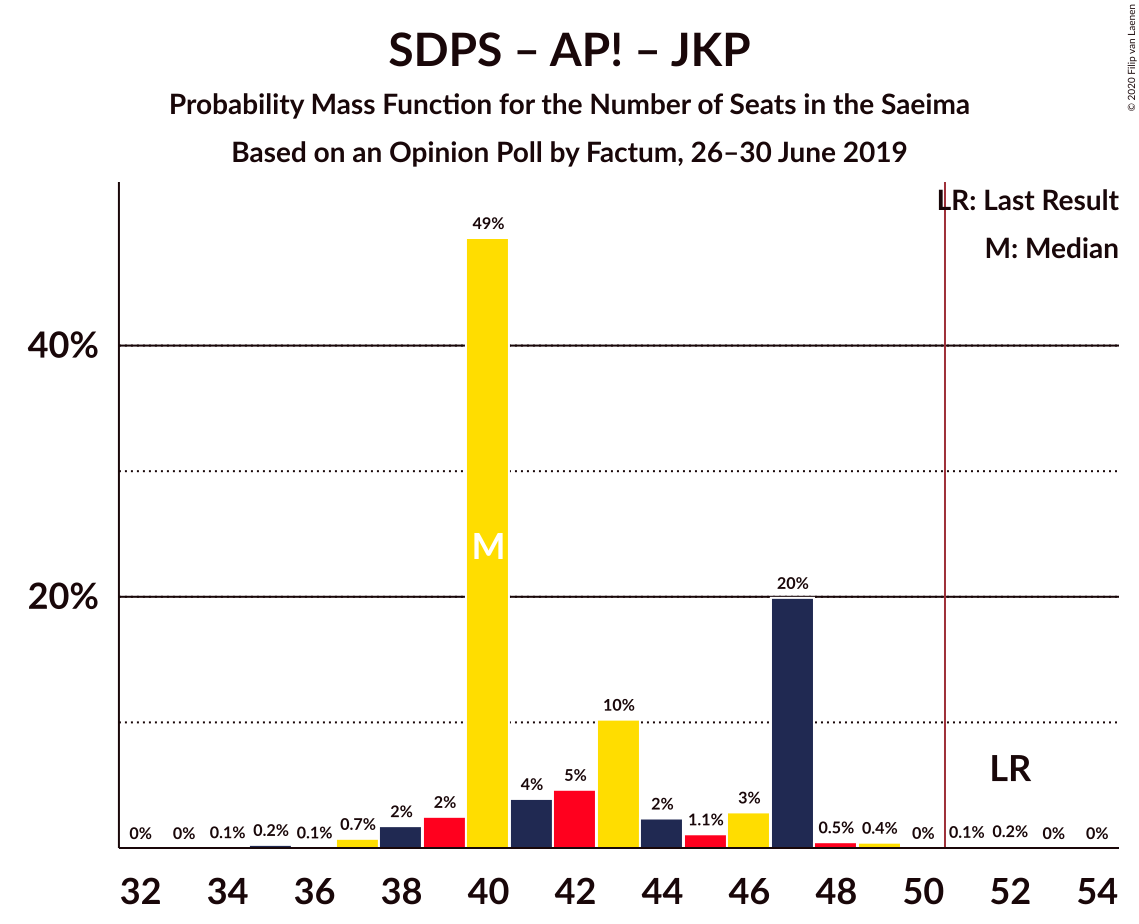 SDPS – AP! – JKP
Probability Mass Function for the Number of Seats in the Saeima
Based on an Opinion Poll by Factum, 26–30 June 2019
© 2020 Filip van Laenen
LR: Last Result
M: Median
40%
20%
0%
0%
0.1%
0.2%
0.1%
0.7%
2%
2%
49%
4%
5%
10%
2%
1.1%
3%
20%
0.5%
0.4%
0%
0.1%
0.2%
0%
0%
M
LR
32 34 36 38 40 42 44 46 48 50 52 54